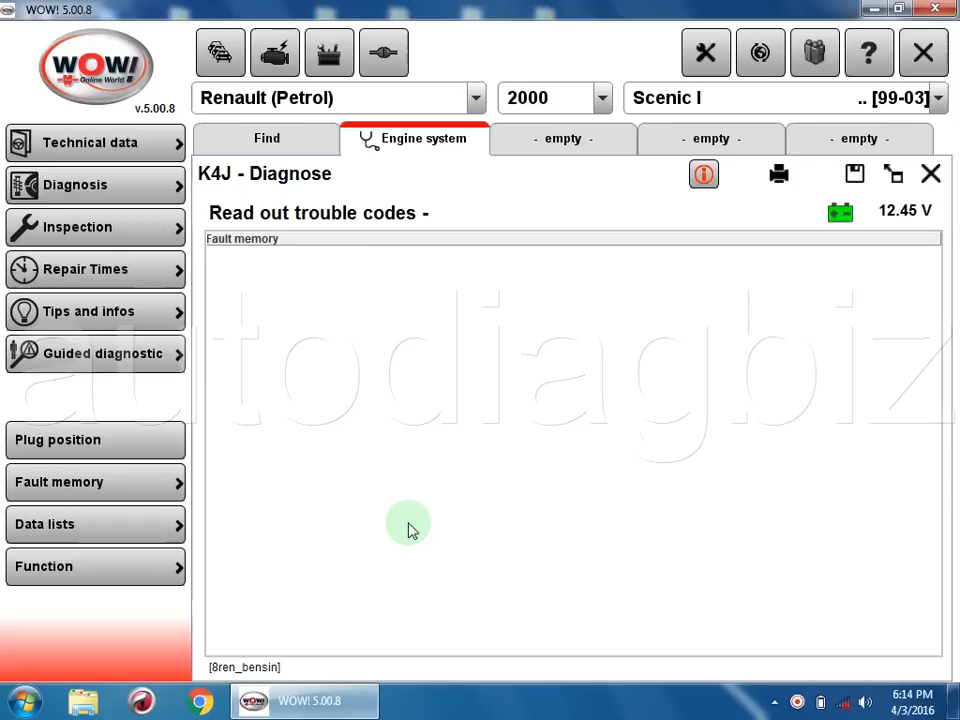 WOW! 5.00.8
WOW!
WÜRTH Online World!
v.5.00.8
Renault (Petrol)
2000
Scenic I
.. [99-03]
Technical data
Diagnosis
Inspection
Repair Times
Tips and infos
Guided diagnostic
Plug position
Fault memory
Data lists
Function
Find
Engine system
- empty -
- empty -
- empty -
K4J - Diagnose
Read out trouble codes -
12.45 V
Fault memory
autodiagbiz
[8ren_bensin]
WOW! 5.00.8
6:14 PM
4/3/2016